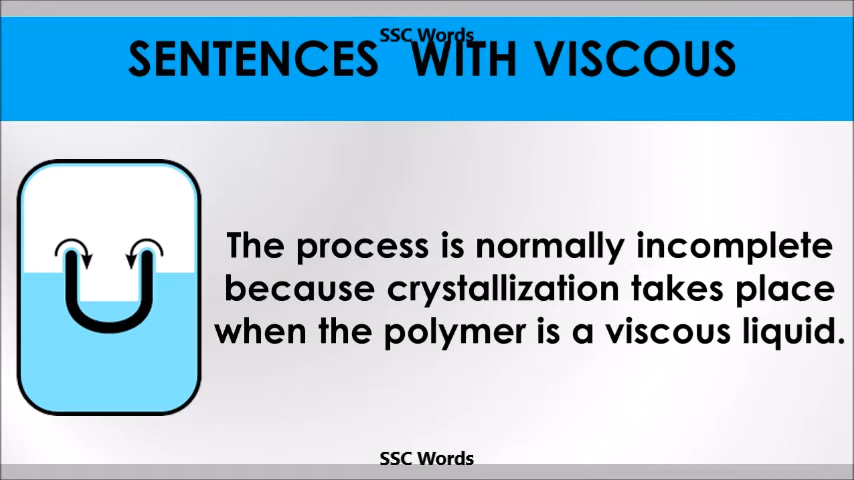 SSC Words
SENTENCES WITH VISCOUS
The process is normally incomplete
because crystallization takes place
when the polymer is a viscous liquid.
SSC Words